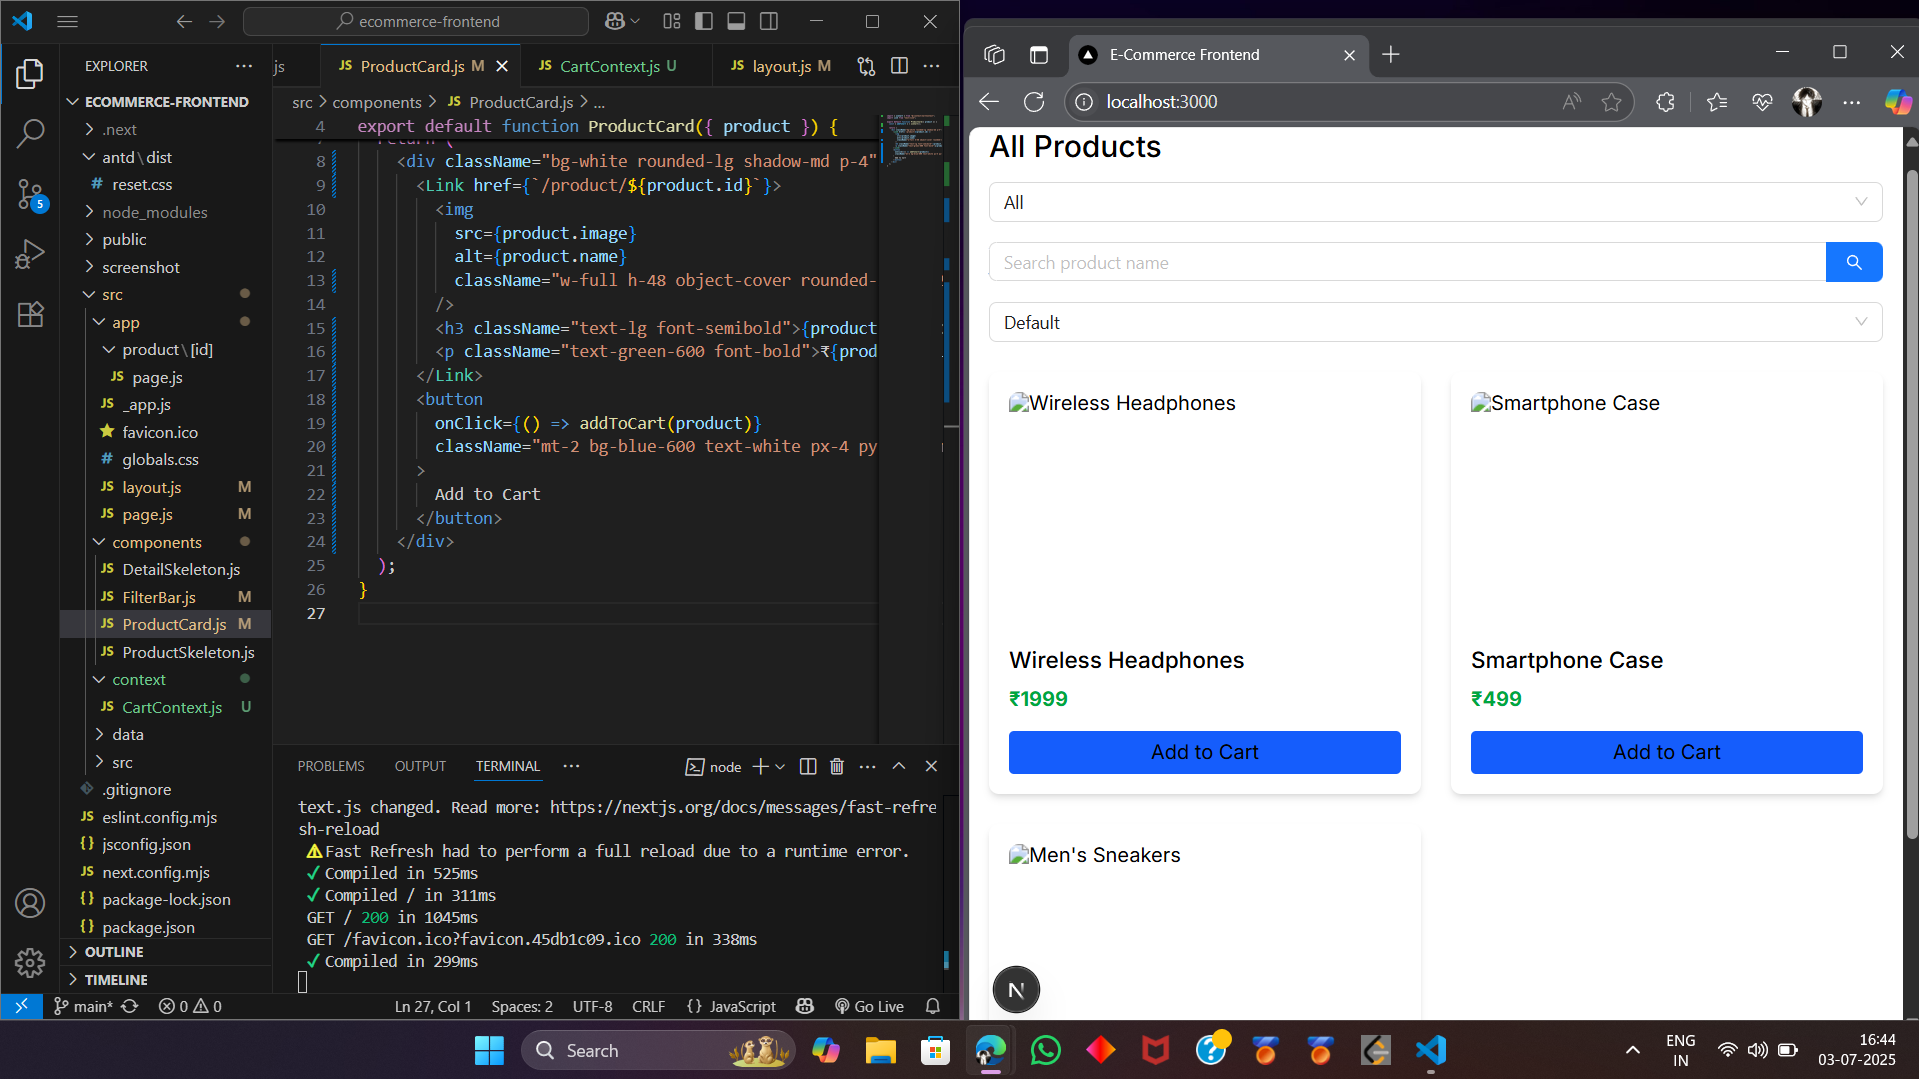 ecommerce-frontend
EXPLORER
ECOMMERCE-FRONTEND
.next
antd\dist
# reset.css
node_modules
public
screenshot
src
app
product\[id]
JS page.js
JS _app.js
favicon.ico
# globals.css
JS layout.js M
JS page.js M
components
JS DetailSkeleton.js
JS FilterBar.js M
JS ProductCard.js M
JS ProductSkeleton.js
context
JS CartContext.js U
data
src
.gitignore
JS eslint.config.mjs
{} jsconfig.json
JS next.config.mjs
{} package-lock.json
{} package.json
OUTLINE
TIMELINE
5
js
JS ProductCard.js M
JS CartContext.js U
JS layout.js M
src > components > JS ProductCard.js > ...
4 export default function ProductCard({ product }) {
return (
8 <div className="bg-white rounded-lg shadow-md p-4"
9 <Link href={`/product/${product.id}`}>
10 <img
11 src={product.image}
12 alt={product.name}
13 className="w-full h-48 object-cover rounded-
14 />
15 <h3 className="text-lg font-semibold">{product
16 <p className="text-green-600 font-bold">₹{prod
17 </Link>
18 <button
19 onClick={() => addToCart(product)}
20 className="mt-2 bg-blue-600 text-white px-4 py
21 >
22 Add to Cart
23 </button>
24 </div>
25 );
26 }
27
PROBLEMS OUTPUT TERMINAL node
text.js changed. Read more: https://nextjs.org/docs/messages/fast-refre
sh-reload
⚠Fast Refresh had to perform a full reload due to a runtime error.
✓ Compiled in 525ms
✓ Compiled / in 311ms
GET / 200 in 1045ms
GET /favicon.ico?favicon.45db1c09.ico 200 in 338ms
✓ Compiled in 299ms
main* 0 0 Ln 27, Col 1 Spaces: 2 UTF-8 CRLF {} JavaScript Go Live
E-Commerce Frontend
localhost:3000
All Products
All
Search product name
Default
Wireless Headphones
Smartphone Case
Wireless Headphones
Smartphone Case
₹1999
₹499
Add to Cart
Add to Cart
Men's Sneakers
N
Search
ENG
IN
16:44
03-07-2025